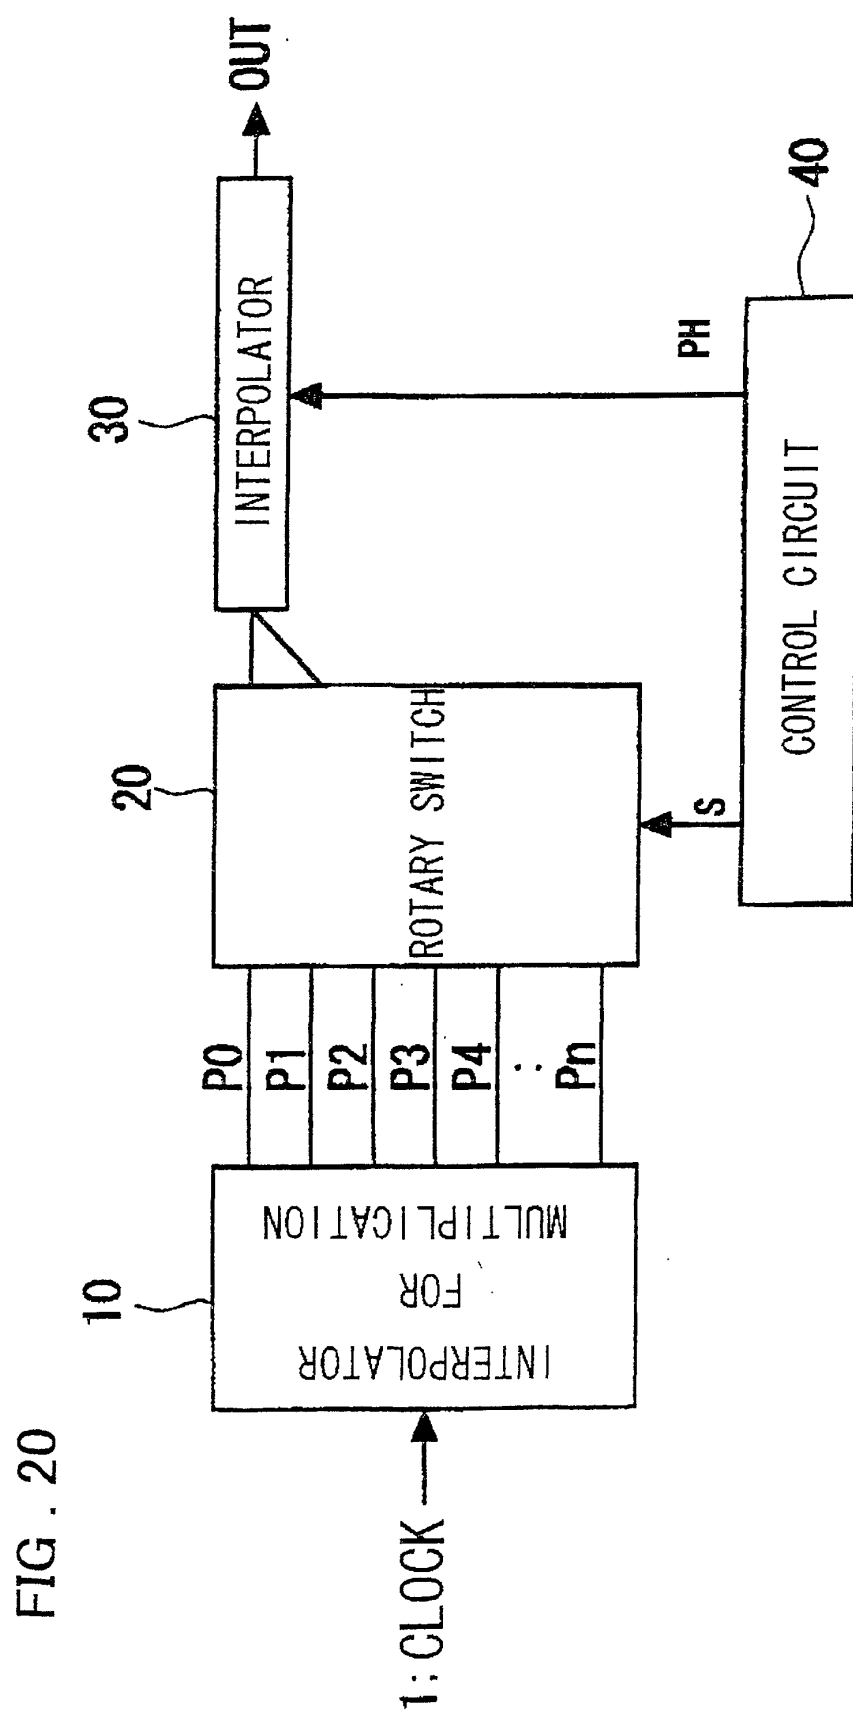 FIG . 20
1;CLOCK
10
INTERPOLATOR
FOR
MULTIPLICATION
P0
P1
P2
P3
P4
:
Pn
20
ROTARY SWITCH
30
INTERPOLATOR
OUT
S
PH
40
CONTROL CIRCUIT